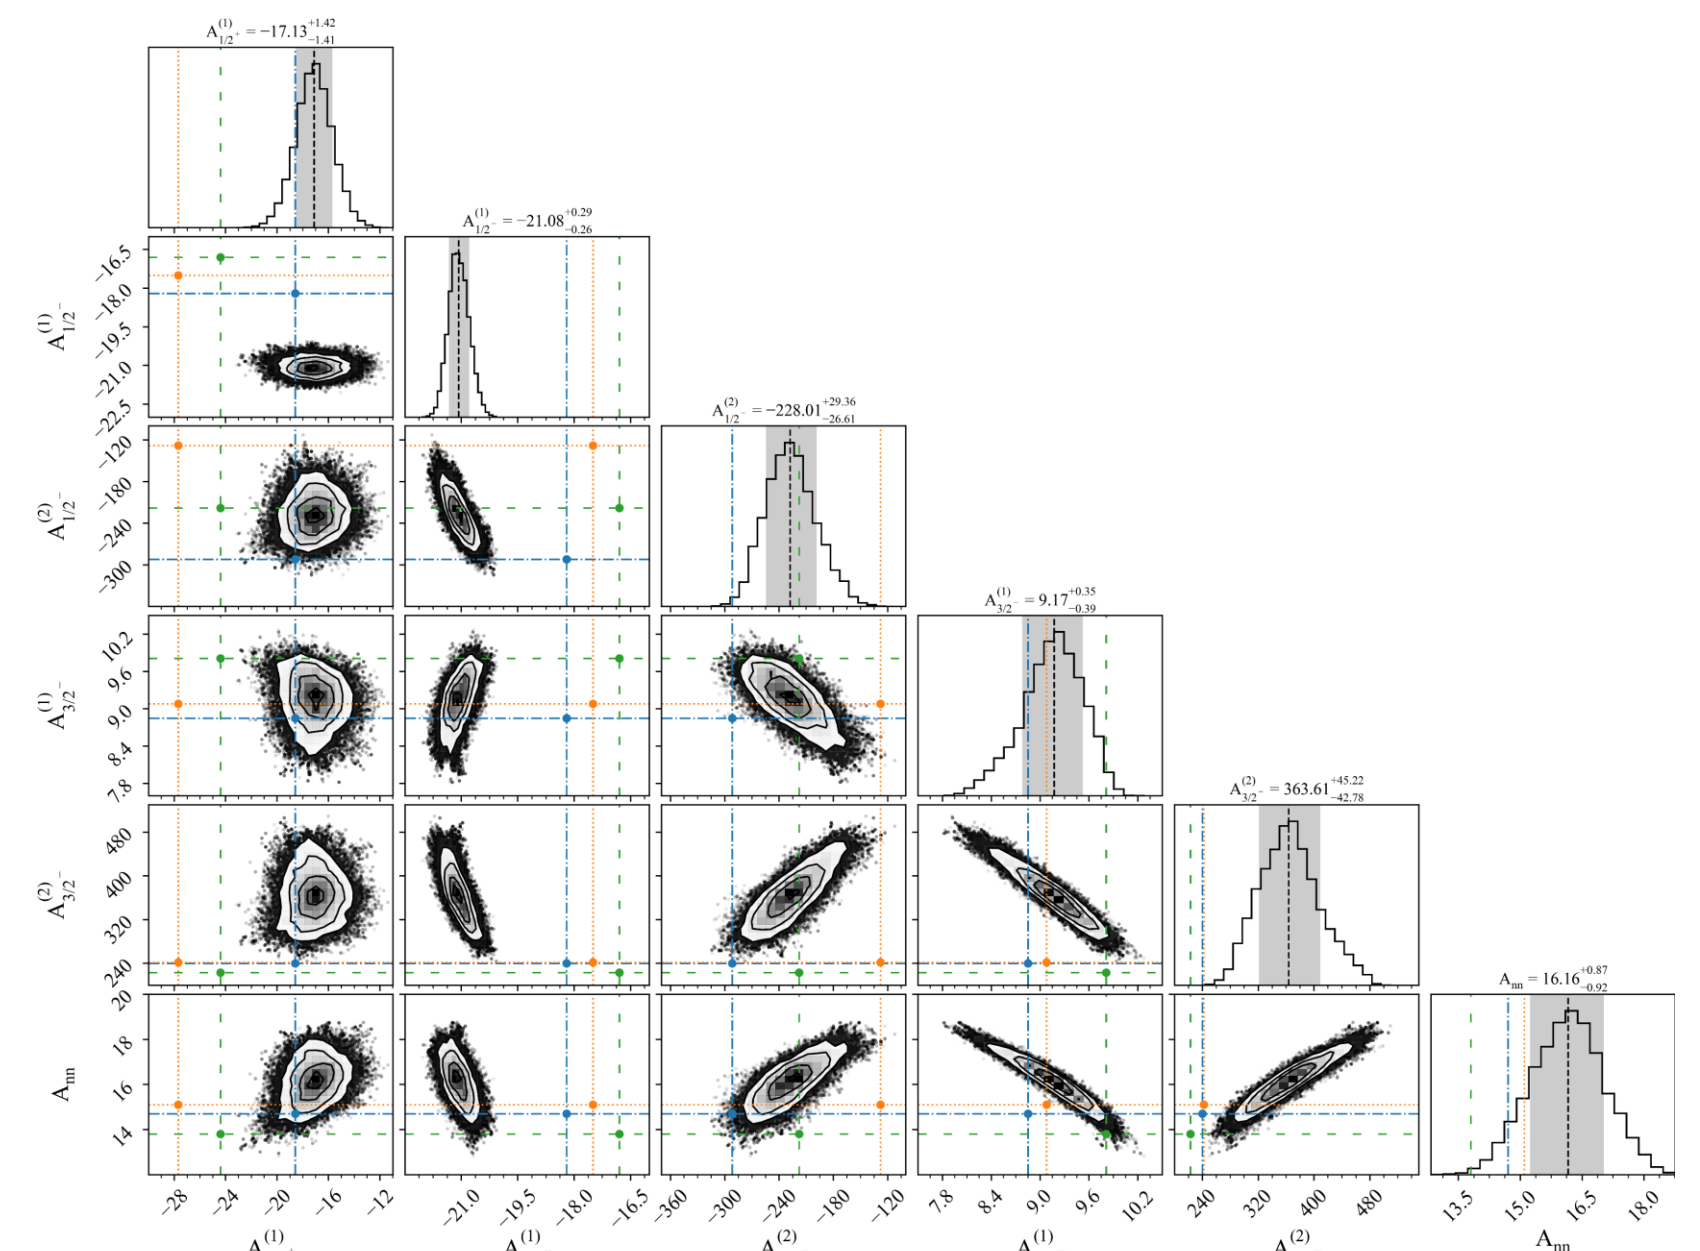 A^{(1)}_{1/2^+} = −17.13^{+1.42}_{−1.41}
A^{(1)}_{1/2^−} = −21.08^{+0.29}_{−0.26}
−16.5
−18.0
−19.5
−21.0
−22.5
A^{(1)}_{1/2^−}
A^{(2)}_{1/2^−} = −228.01^{+29.36}_{−26.61}
−120
−180
−240
−300
A^{(2)}_{1/2^−}
A^{(1)}_{3/2^−} = 9.17^{+0.35}_{−0.39}
10.2
9.6
9.0
8.4
7.8
A^{(1)}_{3/2^−}
A^{(2)}_{3/2^−} = 363.61^{+45.22}_{−42.78}
480
400
320
240
A^{(2)}_{3/2^−}
A_{nn} = 16.16^{+0.87}_{−0.92}
20
18
16
14
A_{nn}
−28 −24 −20 −16 −12 −21.0 −19.5 −18.0 −16.5 −360 −300 −240 −180 −120 7.8 8.4 9.0 9.6 10.2 240 320 400 480 13.5 15.0 16.5 18.0
A^{(1)} A^{(1)} A^{(2)} A^{(1)} A^{(2)} A_{nn}